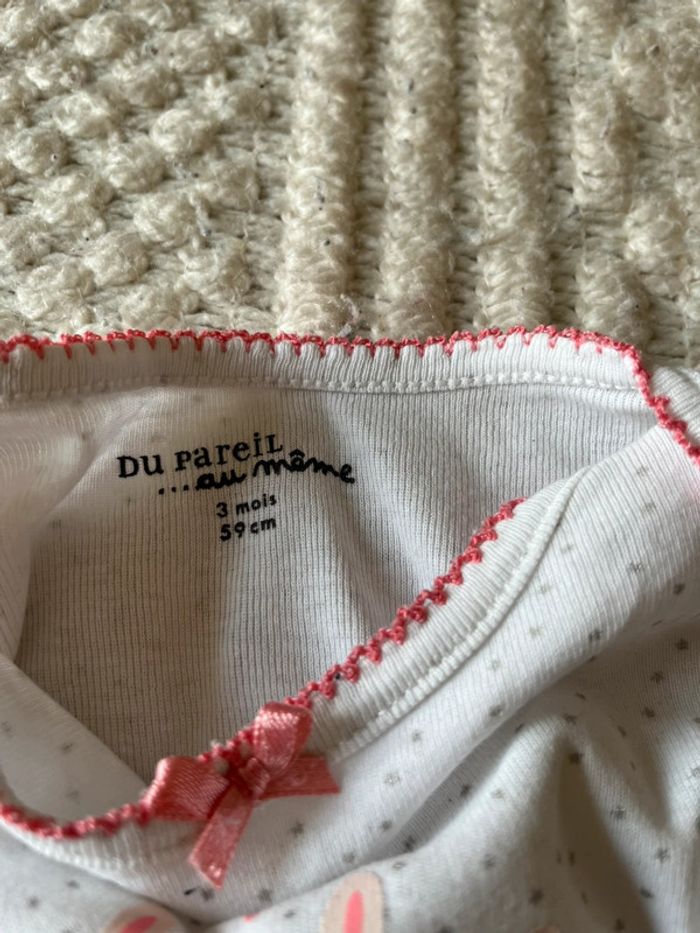 DU PareiL
...au même
3 mois
59cm